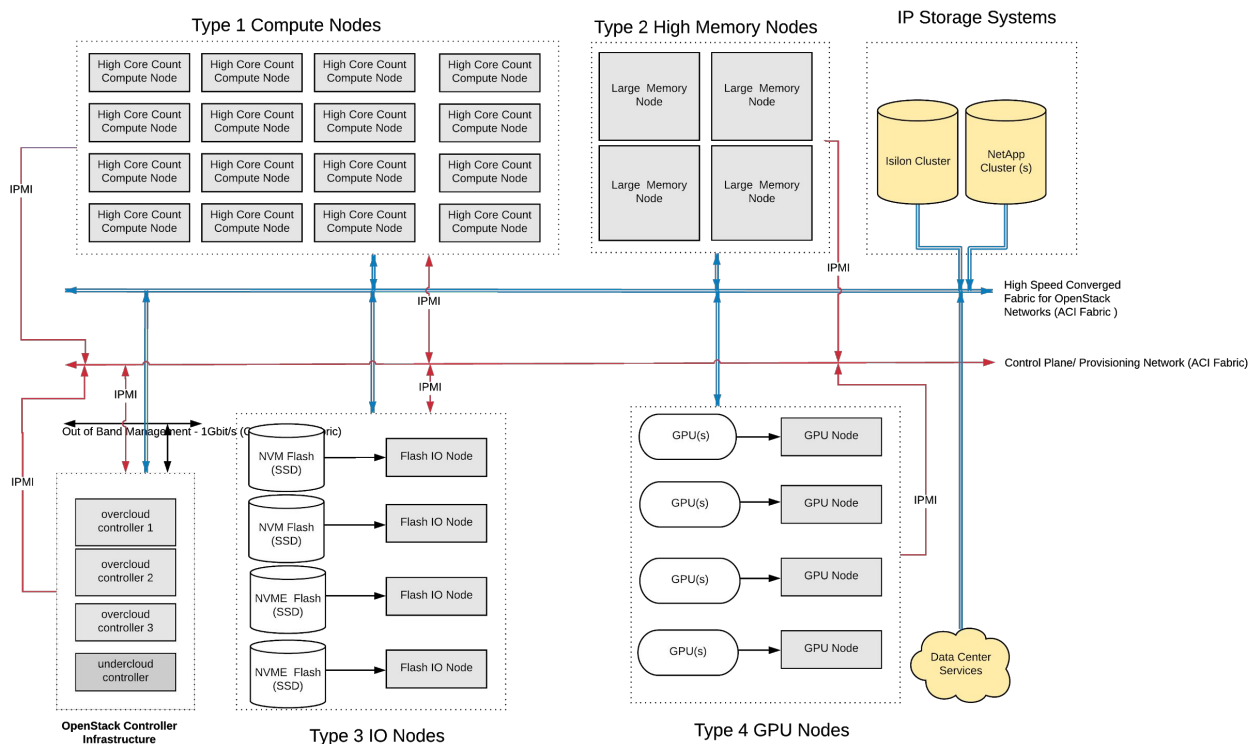 Type 1 Compute Nodes
Type 2 High Memory Nodes
IP Storage Systems
High Core Count
Compute Node
High Core Count
Compute Node
High Core Count
Compute Node
High Core Count
Compute Node
High Core Count
Compute Node
High Core Count
Compute Node
High Core Count
Compute Node
High Core Count
Compute Node
High Core Count
Compute Node
High Core Count
Compute Node
High Core Count
Compute Node
High Core Count
Compute Node
High Core Count
Compute Node
High Core Count
Compute Node
High Core Count
Compute Node
High Core Count
Compute Node
Large Memory
Node
Large Memory
Node
Large Memory
Node
Large Memory
Node
Isilon Cluster
NetApp
Cluster (s)
IPMI
IPMI
IPMI
High Speed Converged
Fabric for OpenStack
Networks (ACI Fabric )
Control Plane/ Provisioning Network (ACI Fabric)
IPMI
IPMI
Out of Band Management - 1Gbit/s
IPMI
IPMI
overcloud
controller 1
overcloud
controller 2
overcloud
controller 3
undercloud
controller
OpenStack Controller
Infrastructure
NVM Flash
(SSD)
Flash IO Node
NVM Flash
(SSD)
Flash IO Node
NVME Flash
(SSD)
Flash IO Node
NVME Flash
(SSD)
Flash IO Node
Type 3 IO Nodes
GPU(s)
GPU Node
GPU(s)
GPU Node
GPU(s)
GPU Node
GPU(s)
GPU Node
Type 4 GPU Nodes
Data Center
Services